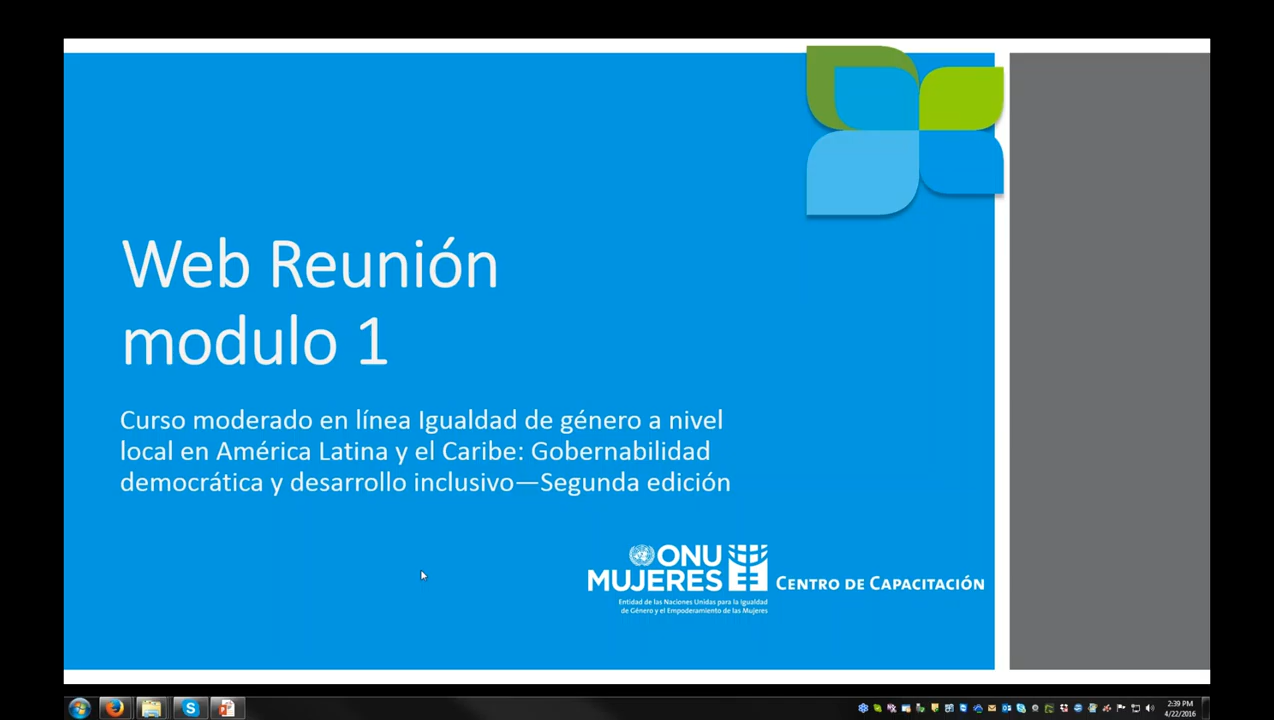 Web Reunión
modulo 1
Curso moderado en línea Igualdad de género a nivel
local en América Latina y el Caribe: Gobernabilidad
democrática y desarrollo inclusivo—Segunda edición
ONU
MUJERES
Entidad de las Naciones Unidas para la Igualdad
de Género y el Empoderamiento de las Mujeres
CENTRO DE CAPACITACIÓN
2:39 PM
4/22/2016